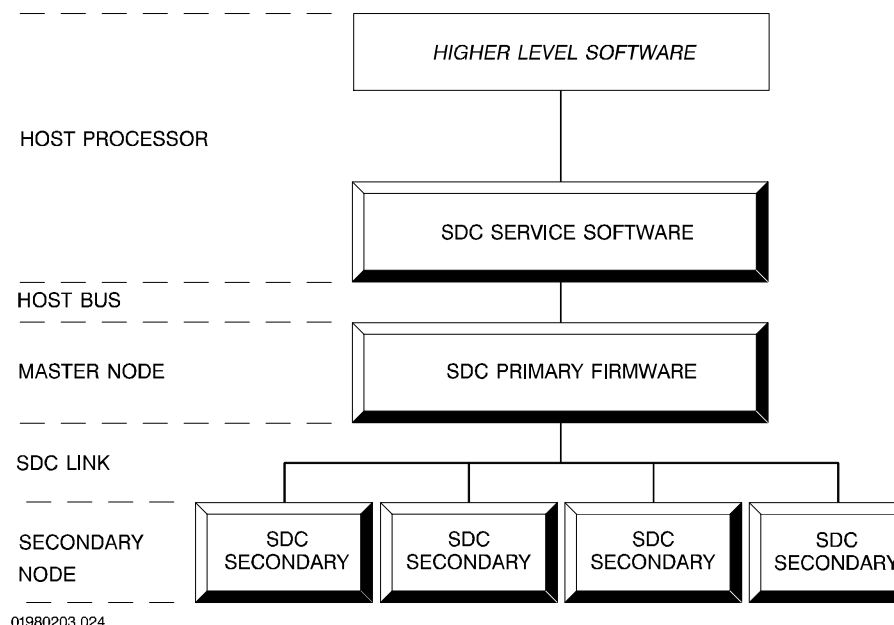 HIGHER LEVEL SOFTWARE
HOST PROCESSOR
SDC SERVICE SOFTWARE
HOST BUS
MASTER NODE
SDC PRIMARY FIRMWARE
SDC LINK
SECONDARY
NODE
SDC
SECONDARY
SDC
SECONDARY
SDC
SECONDARY
SDC
SECONDARY
01980203.024